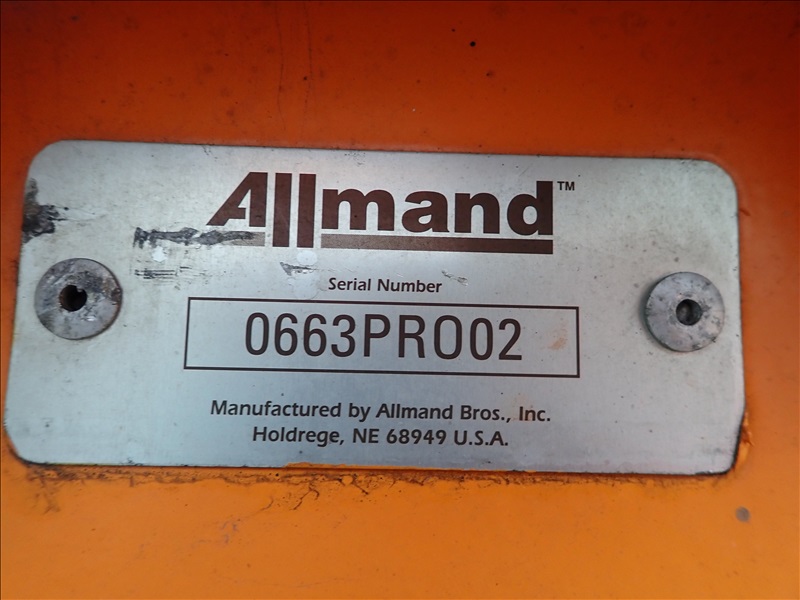 Allmand™
Serial Number
0663PRO02
Manufactured by Allmand Bros., Inc.
Holdrege, NE 68949 U.S.A.